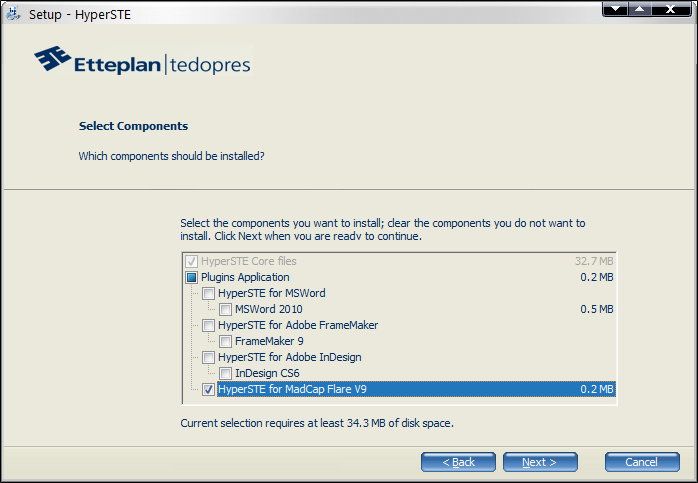 Setup - HyperSTE
Etteplan | tedopres
Select Components
Which components should be installed?
Select the components you want to install; clear the components you do not want to
install. Click Next when you are ready to continue.
HyperSTE Core files 32.7 MB
Plugins Application 0.2 MB
HyperSTE for MSWord
MSWord 2010 0.5 MB
HyperSTE for Adobe FrameMaker
FrameMaker 9
HyperSTE for Adobe InDesign
InDesign CS6
HyperSTE for MadCap Flare V9 0.2 MB
Current selection requires at least 34.3 MB of disk space.
< Back Next > Cancel